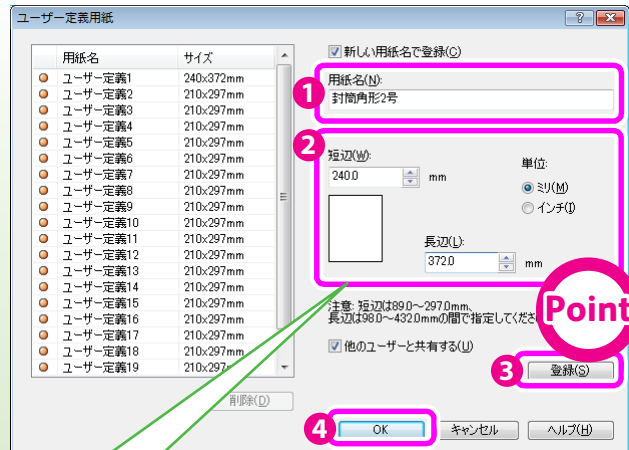 ユーザー定義用紙
用紙名 サイズ
ユーザー定義1 240x372mm
ユーザー定義2 210x297mm
ユーザー定義3 210x297mm
ユーザー定義4 210x297mm
ユーザー定義5 210x297mm
ユーザー定義6 210x297mm
ユーザー定義7 210x297mm
ユーザー定義8 210x297mm
ユーザー定義9 210x297mm
ユーザー定義10 210x297mm
ユーザー定義11 210x297mm
ユーザー定義12 210x297mm
ユーザー定義13 210x297mm
ユーザー定義14 210x297mm
ユーザー定義15 210x297mm
ユーザー定義16 210x297mm
ユーザー定義17 210x297mm
ユーザー定義18 210x297mm
ユーザー定義19 210x297mm
削除(D)
新しい用紙名で登録(C)
1
用紙名(N):
封筒角形2号
2
短辺(W):
240.0 mm
単位:
ミリ(M)
インチ(I)
長辺(L):
372.0 mm
注意: 短辺は89.0～297.0mm、
長辺は98.0～432.0mmの間で指定してくださ
Point
他のユーザーと共有する(U)
3 登録(S)
4 OK キャンセル ヘルプ(H)